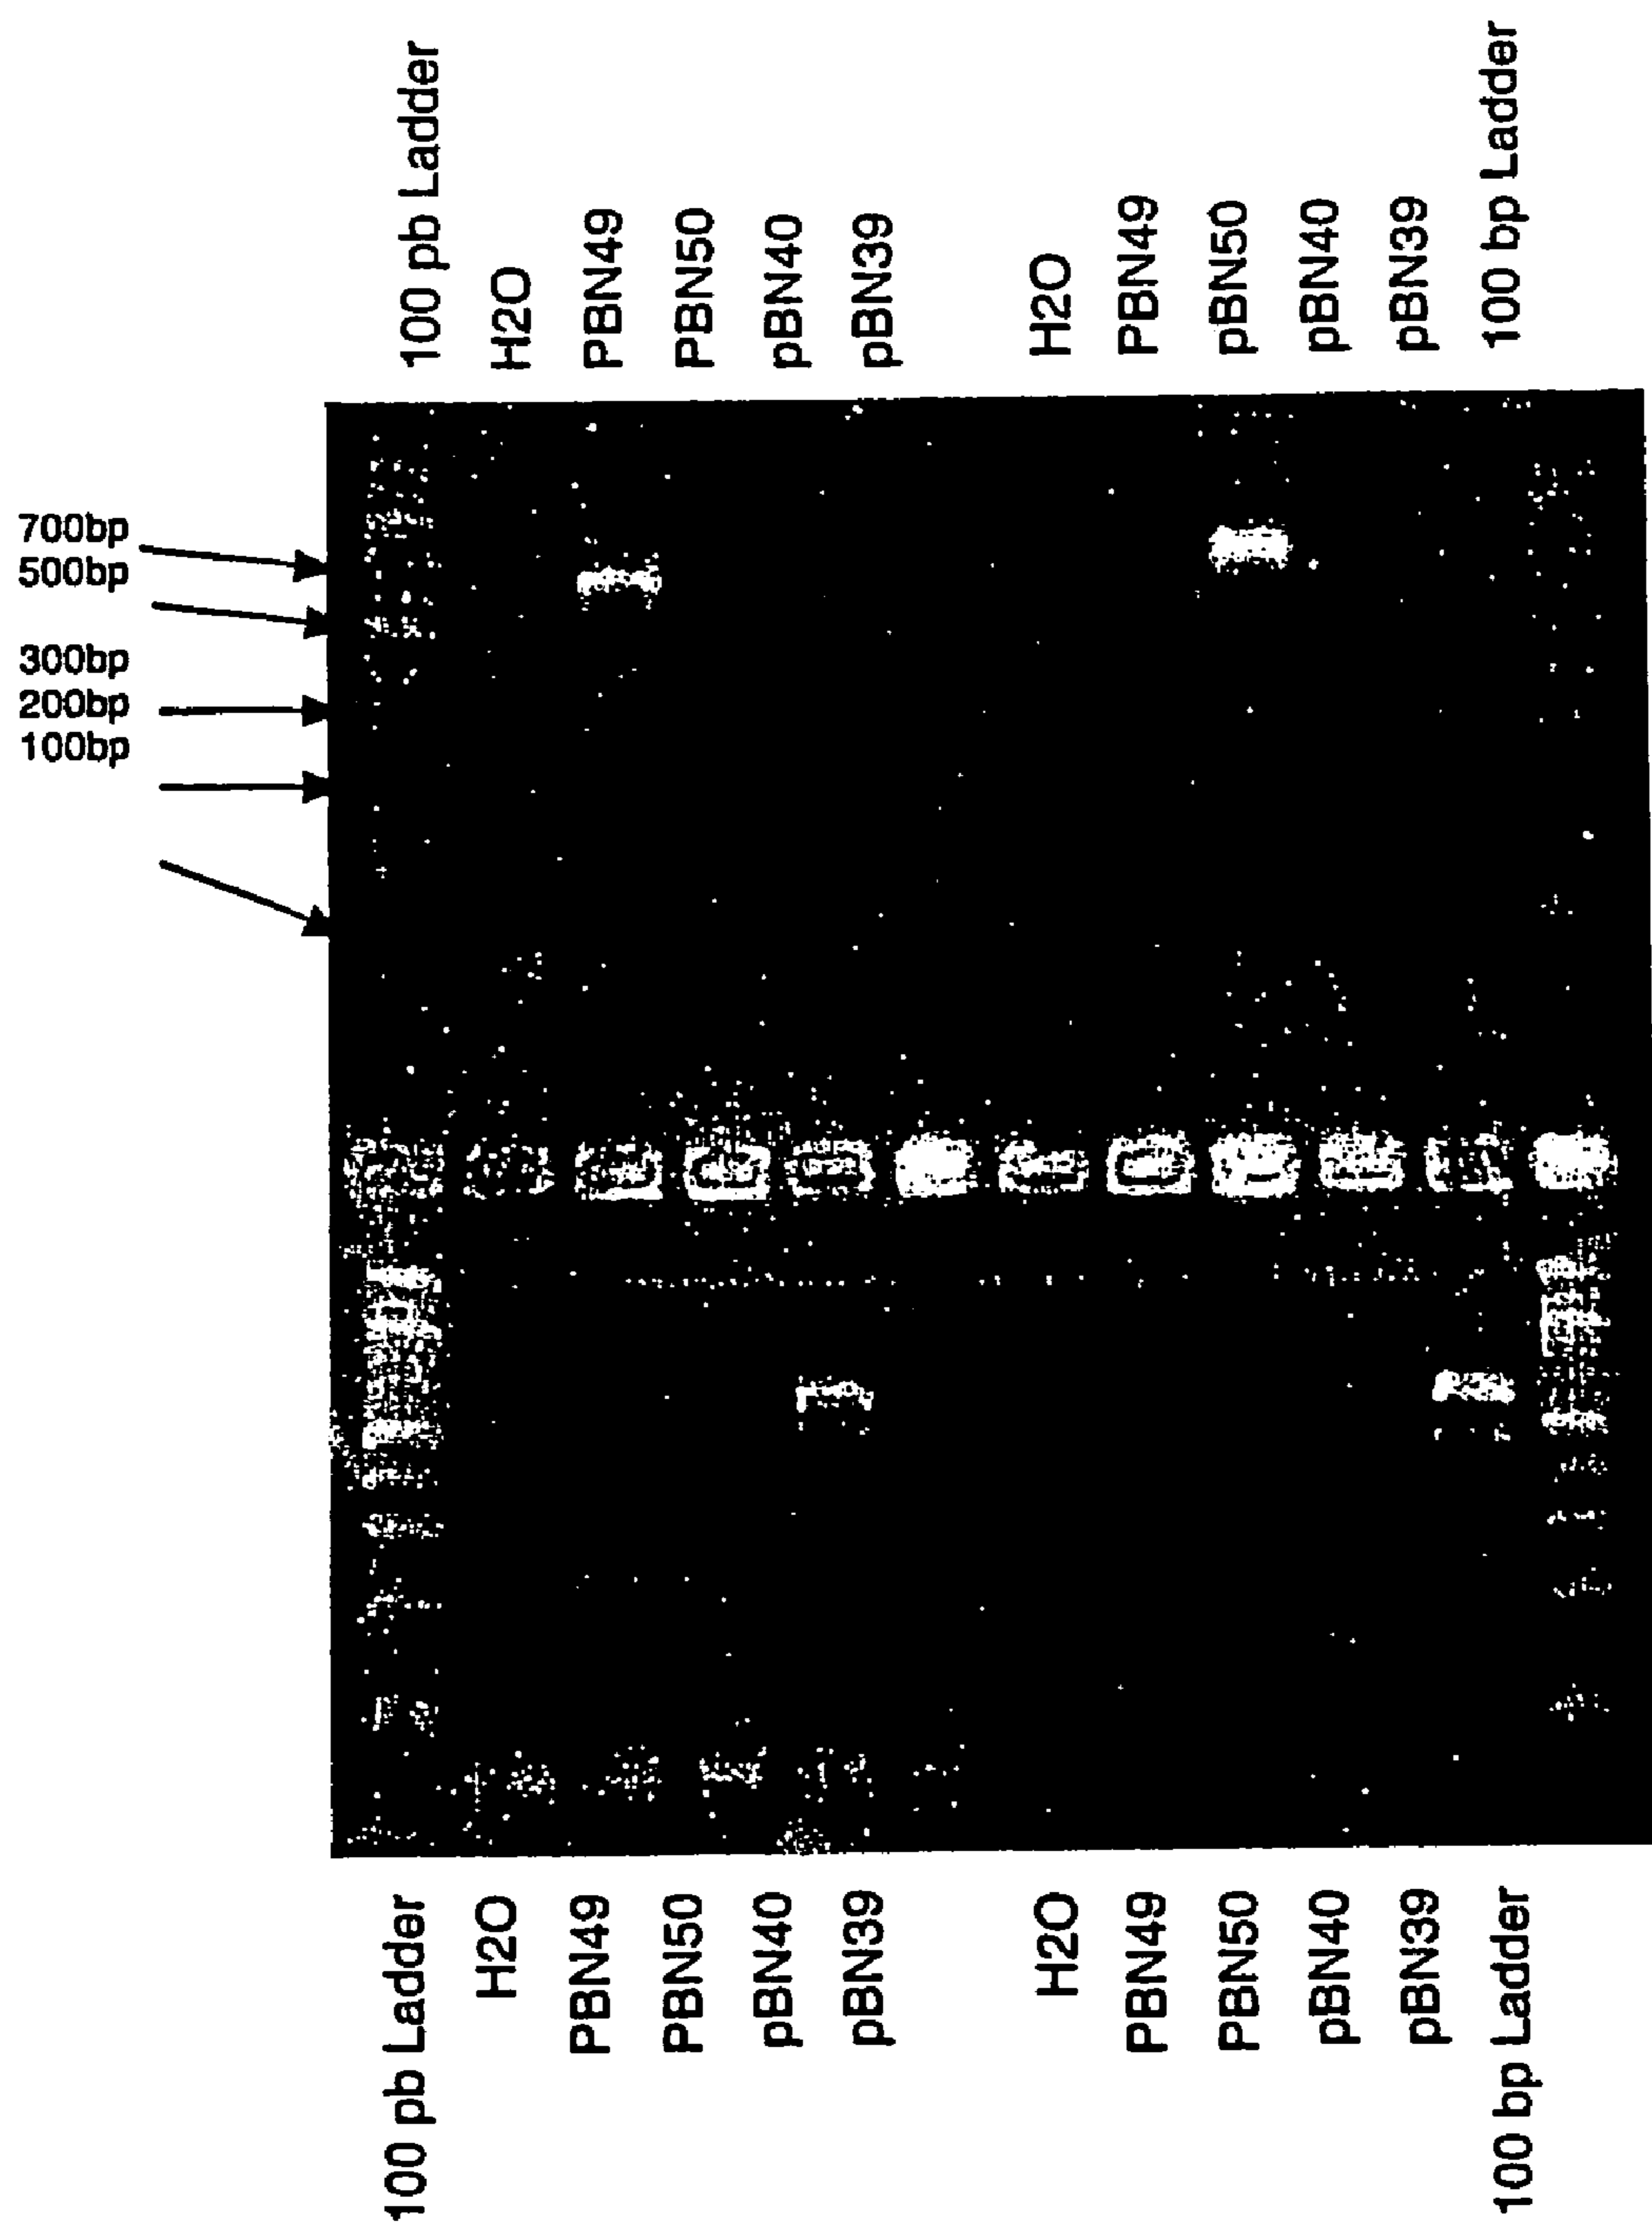 100 pb Ladder
H2O
PBN49
PBN50
pBN40
pBN39
H2O
PBN49
pBN50
pBN40
pBN39
100 bp Ladder
700bp
500bp
300bp
200bp
100bp
100 pb Ladder
H2O
PBN49
PBN50
pBN40
pBN39
H2O
PBN49
PBN50
pBN40
pBN39
100 bp Ladder